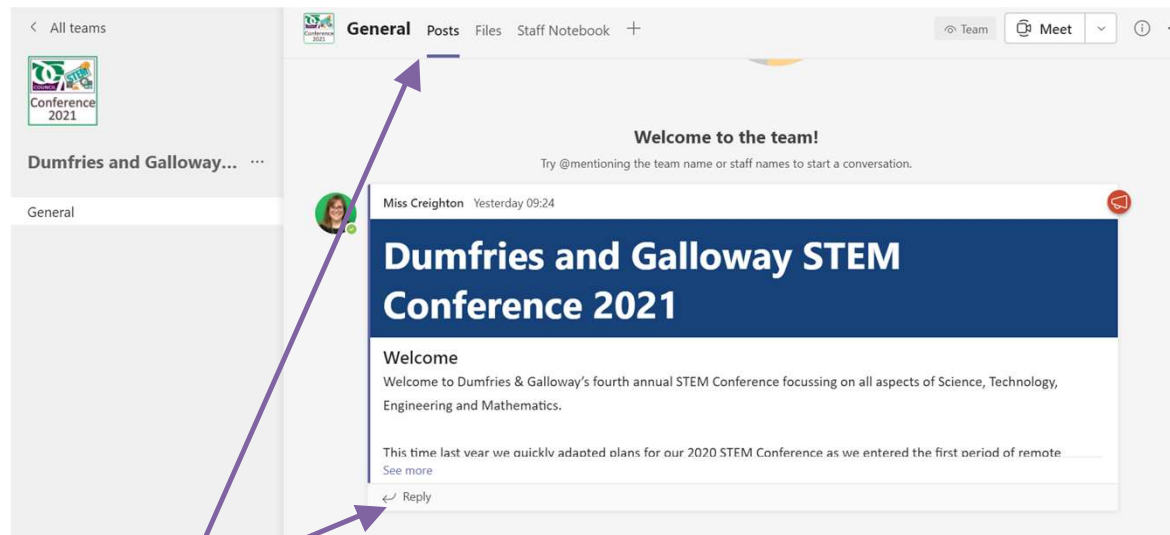 All teams
General Posts Files Staff Notebook
Team Meet
COUNCIL STEM
Conference
2021
Dumfries and Galloway...
General
Conference
2021
Welcome to the team!
Try @mentioning the team name or staff names to start a conversation.
Miss Creighton Yesterday 09:24
Dumfries and Galloway STEM
Conference 2021
Welcome
Welcome to Dumfries & Galloway's fourth annual STEM Conference focussing on all aspects of Science, Technology,
Engineering and Mathematics.
This time last year we quickly adapted plans for our 2020 STEM Conference as we entered the first period of remote
See more
Reply